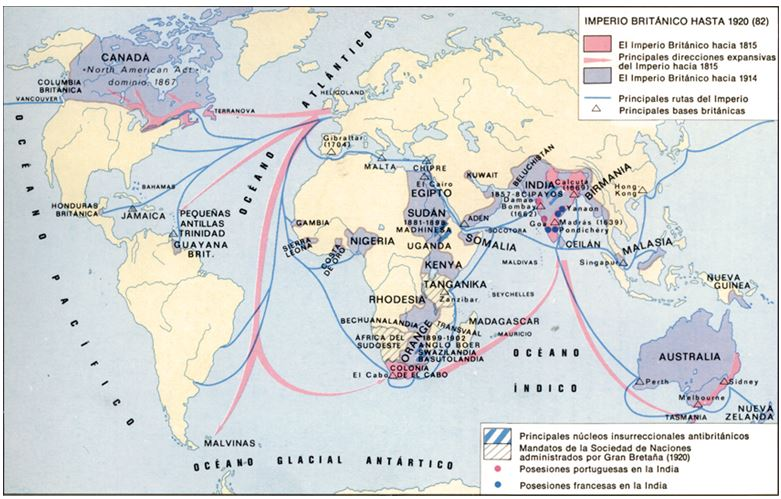 IMPERIO BRITÁNICO HASTA 1920 (82)
El Imperio Británico hacia 1815
Principales direcciones expansivas
del Imperio hacia 1815
El Imperio Británico hacia 1914
Principales rutas del Imperio
Principales bases británicas
CANADÁ
«North American Act»
dominio 1867
COLUMBIA
BRITÁNICA
VANCOUVER
TERRANOVA
OCÉANO
ATLÁNTICO
HELIGOLAND
Gibraltar
(1704)
MALTA
CHIPRE
El Cairo
EGIPTO
KUWAIT
BELUCHISTÁN
INDIA
1857-8 CIPAYOS
Calcuta
(1869)
BIRMANIA
Damao
Bombay
(1662)
Goa
Yanaon
Madrás (1639)
Pondichéry
Hong
Kong
OCÉANO PACÍFICO
BAHAMAS
HONDURAS
BRITÁNICA
JAMAICA
PEQUEÑAS
ANTILLAS
TRINIDAD
GUAYANA
BRIT.
GAMBIA
SIERRA
LEONA
COSTA
DE ORO
NIGERIA
SUDÁN
1881-1898
MADHINESA
UGANDA
ADEN
SOCOTORA
SOMALIA
KENYA
TANGANIKA
Zanzibar
MALDIVAS
SEYCHELLES
CEILÁN
MALASIA
Singapur
NUEVA
GUINEA
RHODESIA
BECHUANALANDIA
TRANSVAAL
MADAGASCAR
MAURICIO
ÁFRICA DEL
SUDOESTE
ORANGE
1899-1902
ANGLO BOER
SWAZILANDIA
BASUTOLANDIA
El Cabo
COLONIA
DE EL CABO
OCÉANO
ÍNDICO
AUSTRALIA
Perth
Sidney
Melbourne
TASMANIA
NUEVA
ZELANDA
MALVINAS
OCÉANO GLACIAL ANTÁRTICO
Principales núcleos insurreccionales antibritánicos
Mandatos de la Sociedad de Naciones
administrados por Gran Bretaña (1920)
Posesiones portuguesas en la India
Posesiones francesas en la India